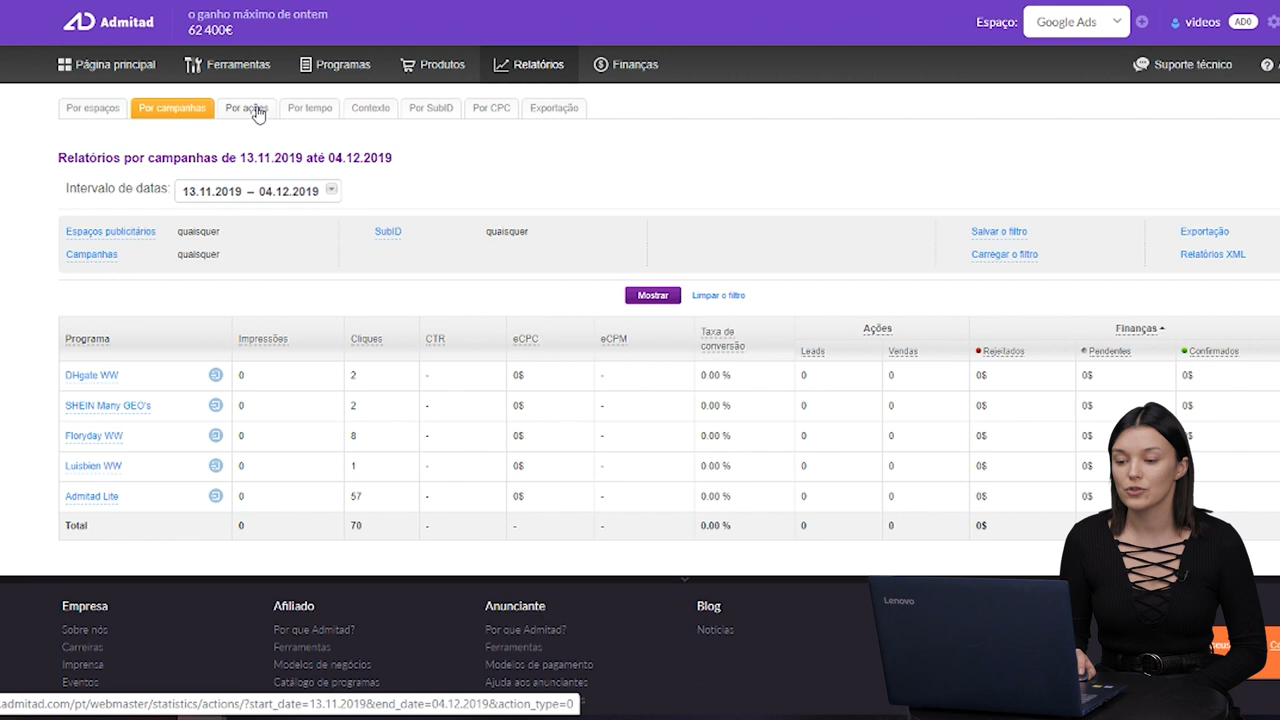 Admitad
o ganho máximo de ontem
62 400€
Espaço:
Google Ads
videos
AD0
Página principal
Ferramentas
Programas
Produtos
Relatórios
Finanças
Suporte técnico
Por espaços
Por campanhas
Por ações
Por tempo
Contexto
Por SubID
Por CPC
Exportação
Relatórios por campanhas de 13.11.2019 até 04.12.2019
Intervalo de datas: 13.11.2019 – 04.12.2019
Espaços publicitários quaisquer SubID quaisquer Salvar o filtro Exportação
Campanhas quaisquer Carregar o filtro Relatórios XML
Mostrar Limpar o filtro
Programa Impressões Cliques CTR eCPC eCPM Taxa de conversão Ações Finanças
Leads Vendas Rejeitados Pendentes Confirmados
DHgate WW 0 2 - 0$ - 0.00 % 0 0 0$ 0$ 0$
SHEIN Many GEO's 0 2 - 0$ - 0.00 % 0 0 0$ 0$ 0$
Floryday WW 0 8 - 0$ - 0.00 % 0 0 0$ 0$ 0$
Luisbien WW 0 1 - 0$ - 0.00 % 0 0 0$ 0$
Admitad Lite 0 57 - 0$ - 0.00 % 0 0 0$ 0$
Total 0 70 - - - 0.00 % 0 0 0$
Empresa
Sobre nós
Carreiras
Imprensa
Eventos
Afiliado
Por que Admitad?
Ferramentas
Modelos de negócios
Catálogo de programas
Anunciante
Por que Admitad?
Ferramentas
Modelos de pagamento
Ajuda aos anunciantes
Blog
Notícias
Lenovo
.admitad.com/pt/webmaster/statistics/actions/?start_date=13.11.2019&end_date=04.12.2019&action_type=0